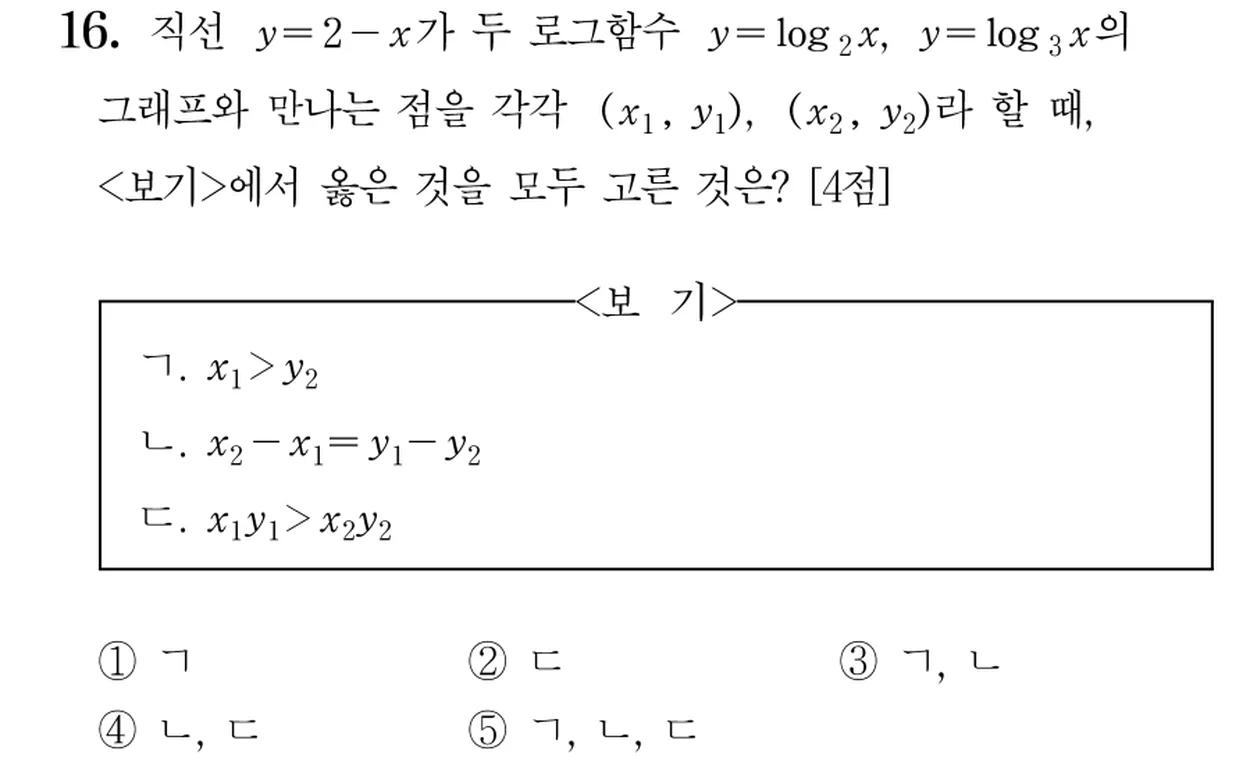 16. 직선 y=2-x가 두 로그함수 y=log₂x, y=log₃x의
그래프와 만나는 점을 각각 (x₁, y₁), (x₂, y₂)라 할 때,
<보기>에서 옳은 것을 모두 고른 것은? [4점]
<보 기>
ㄱ. x₁>y₂
ㄴ. x₂-x₁=y₁-y₂
ㄷ. x₁y₁>x₂y₂
① ㄱ ② ㄷ ③ ㄱ, ㄴ
④ ㄴ, ㄷ ⑤ ㄱ, ㄴ, ㄷ